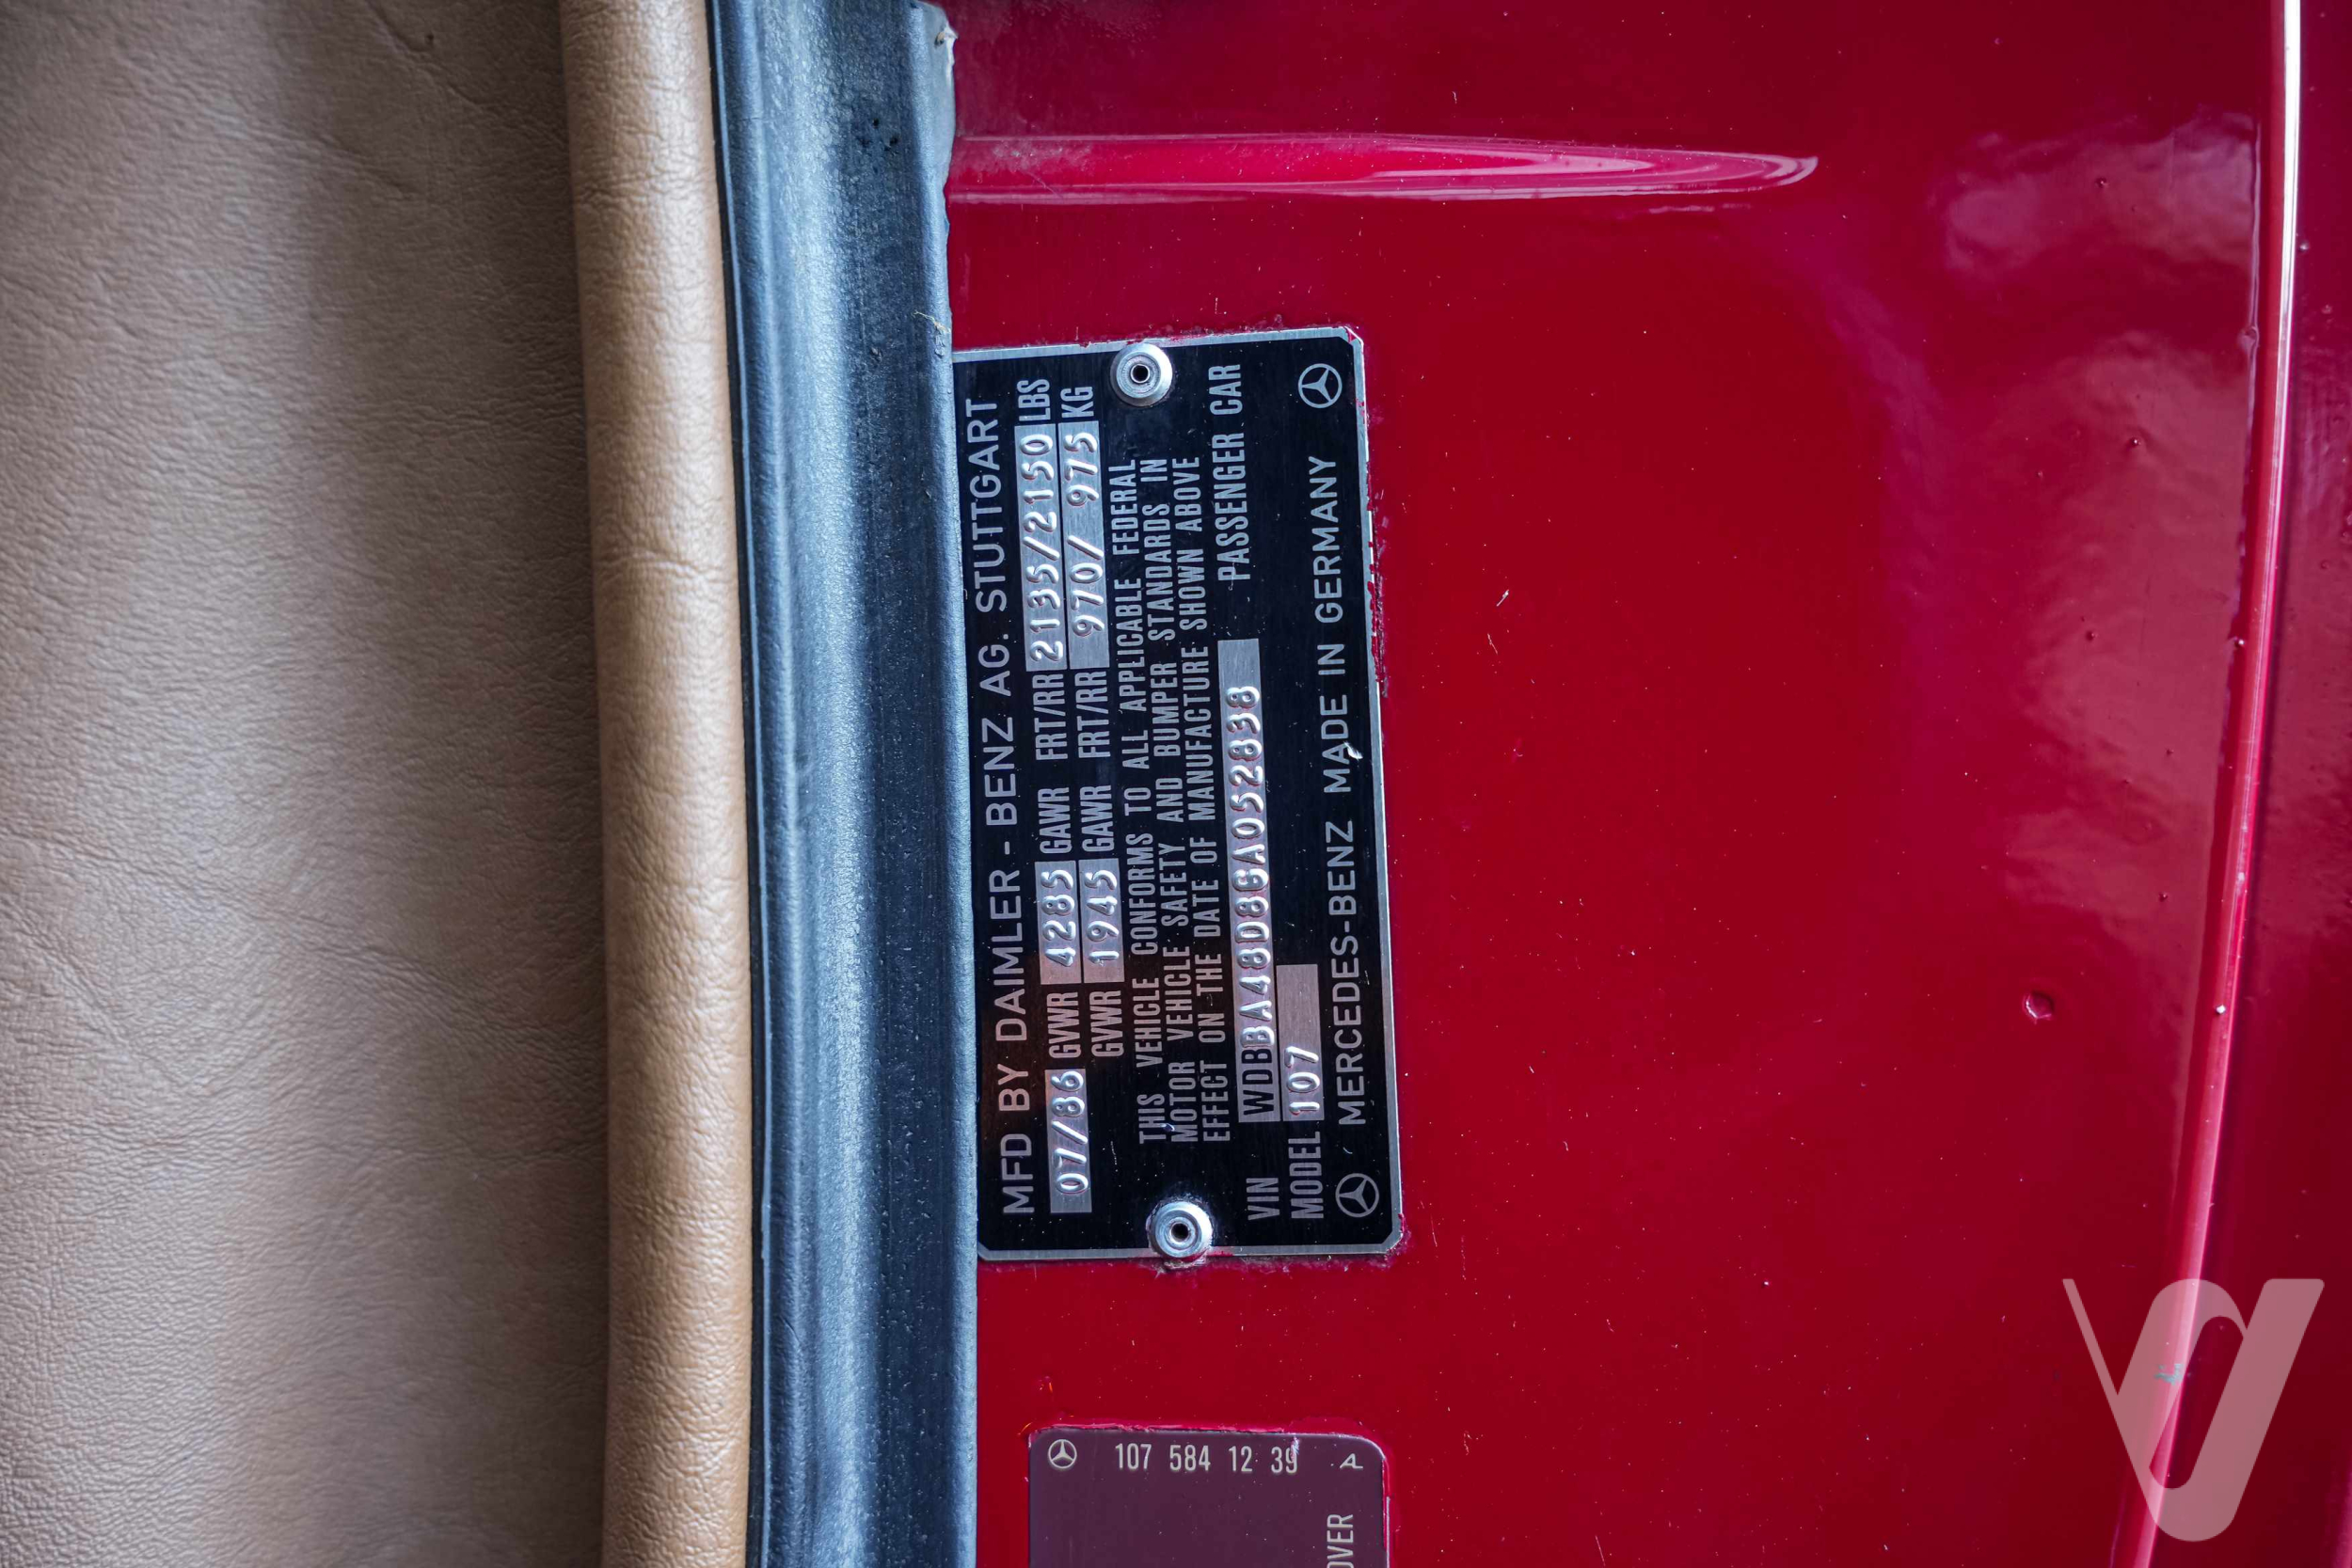 MFD BY DAIMLER - BENZ AG. STUTTGART
07/86 GVWR 4285 GAWR FRT/RR 2135/2150 LBS
GVWR 1945 GAWR FRT/RR 970/ 975 KG
THIS VEHICLE CONFORMS TO ALL APPLICABLE FEDERAL
MOTOR VEHICLE SAFETY AND BUMPER STANDARDS IN
EFFECT ON THE DATE OF MANUFACTURE SHOWN ABOVE
VIN WDBBA48D8GA052838 PASSENGER CAR
MODEL 107
MERCEDES-BENZ MADE IN GERMANY
107 584 12 39 A